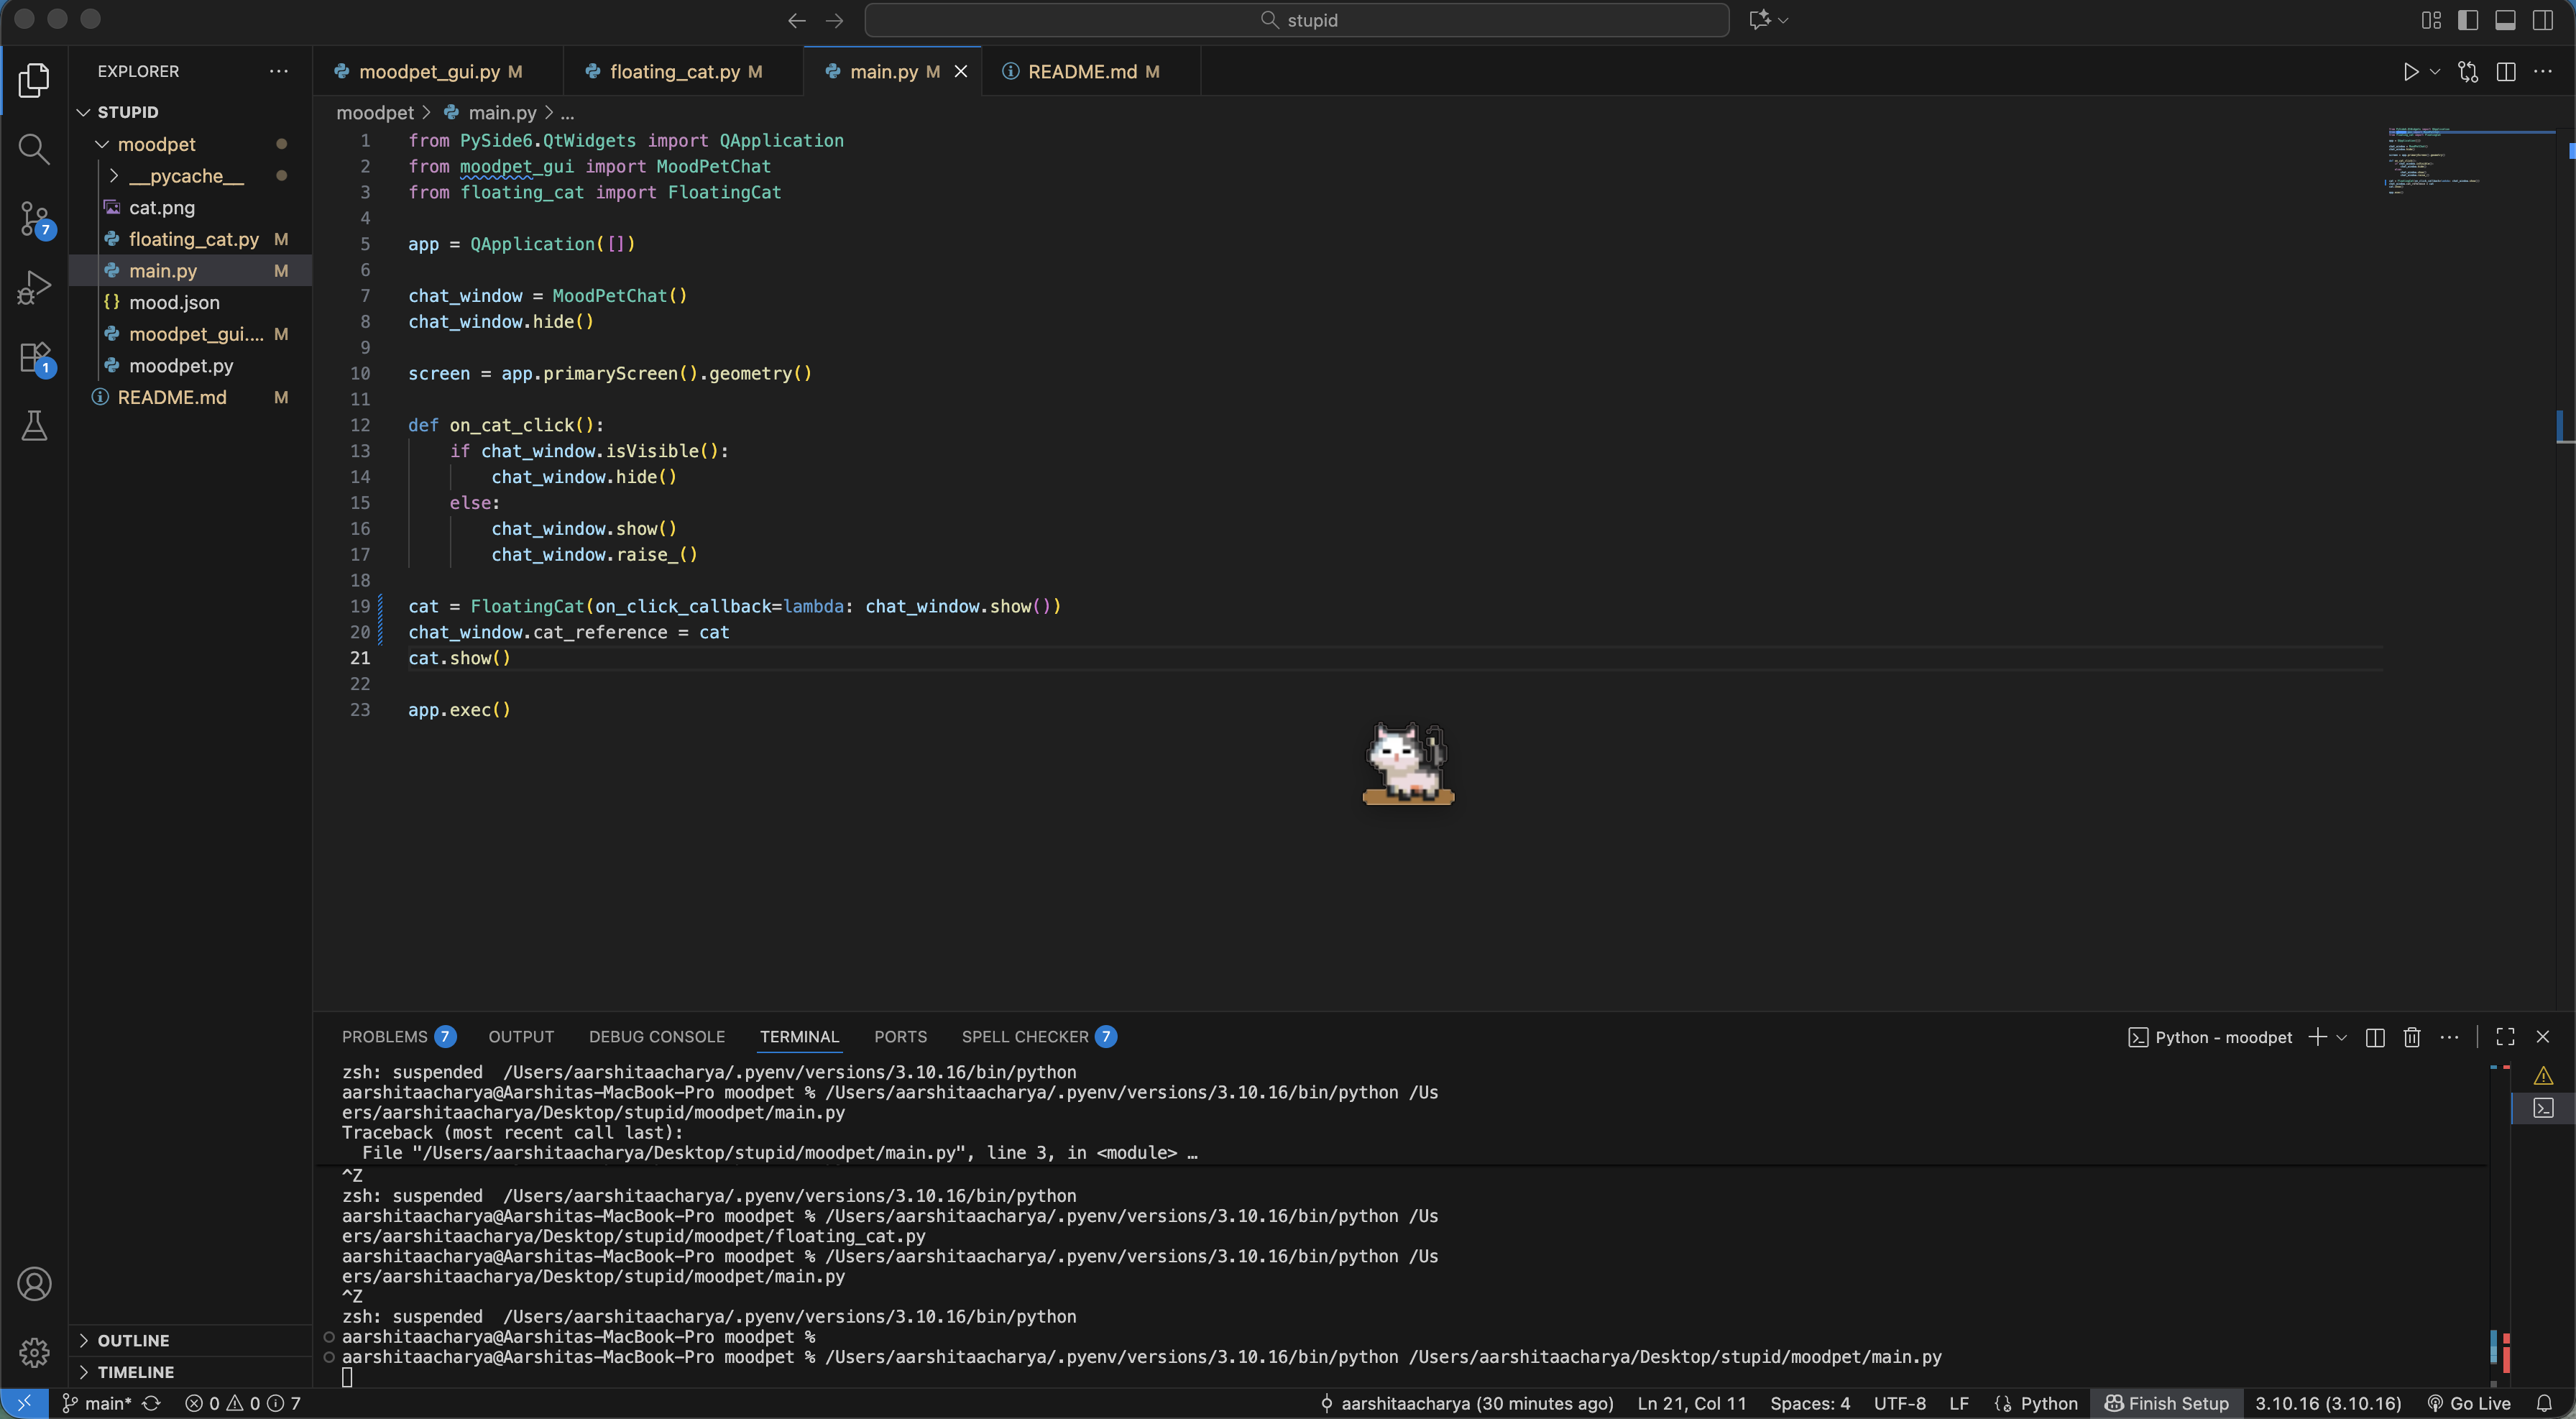 stupid
EXPLORER
STUPID
moodpet
__pycache__
cat.png
floating_cat.py M
main.py M
mood.json
moodpet_gui.... M
moodpet.py
README.md M
7
1
OUTLINE
TIMELINE
moodpet_gui.py M
floating_cat.py M
main.py M
README.md M
moodpet > main.py > ...
1 from PySide6.QtWidgets import QApplication
2 from moodpet_gui import MoodPetChat
3 from floating_cat import FloatingCat
4
5 app = QApplication([])
6
7 chat_window = MoodPetChat()
8 chat_window.hide()
9
10 screen = app.primaryScreen().geometry()
11
12 def on_cat_click():
13     if chat_window.isVisible():
14         chat_window.hide()
15     else:
16         chat_window.show()
17         chat_window.raise_()
18
19 cat = FloatingCat(on_click_callback=lambda: chat_window.show())
20 chat_window.cat_reference = cat
21 cat.show()
22
23 app.exec()
PROBLEMS 7 OUTPUT DEBUG CONSOLE TERMINAL PORTS SPELL CHECKER 7
Python - moodpet
zsh: suspended  /Users/aarshitaacharya/.pyenv/versions/3.10.16/bin/python
aarshitaacharya@Aarshitas-MacBook-Pro moodpet % /Users/aarshitaacharya/.pyenv/versions/3.10.16/bin/python /Us
ers/aarshitaacharya/Desktop/stupid/moodpet/main.py
Traceback (most recent call last):
  File "/Users/aarshitaacharya/Desktop/stupid/moodpet/main.py", line 3, in <module> …
^Z
zsh: suspended  /Users/aarshitaacharya/.pyenv/versions/3.10.16/bin/python
aarshitaacharya@Aarshitas-MacBook-Pro moodpet % /Users/aarshitaacharya/.pyenv/versions/3.10.16/bin/python /Us
ers/aarshitaacharya/Desktop/stupid/moodpet/floating_cat.py
aarshitaacharya@Aarshitas-MacBook-Pro moodpet % /Users/aarshitaacharya/.pyenv/versions/3.10.16/bin/python /Us
ers/aarshitaacharya/Desktop/stupid/moodpet/main.py
^Z
zsh: suspended  /Users/aarshitaacharya/.pyenv/versions/3.10.16/bin/python
aarshitaacharya@Aarshitas-MacBook-Pro moodpet %
aarshitaacharya@Aarshitas-MacBook-Pro moodpet % /Users/aarshitaacharya/.pyenv/versions/3.10.16/bin/python /Users/aarshitaacharya/Desktop/stupid/moodpet/main.py
main* 0 0 7 aarshitaacharya (30 minutes ago) Ln 21, Col 11 Spaces: 4 UTF-8 LF Python Finish Setup 3.10.16 (3.10.16) Go Live